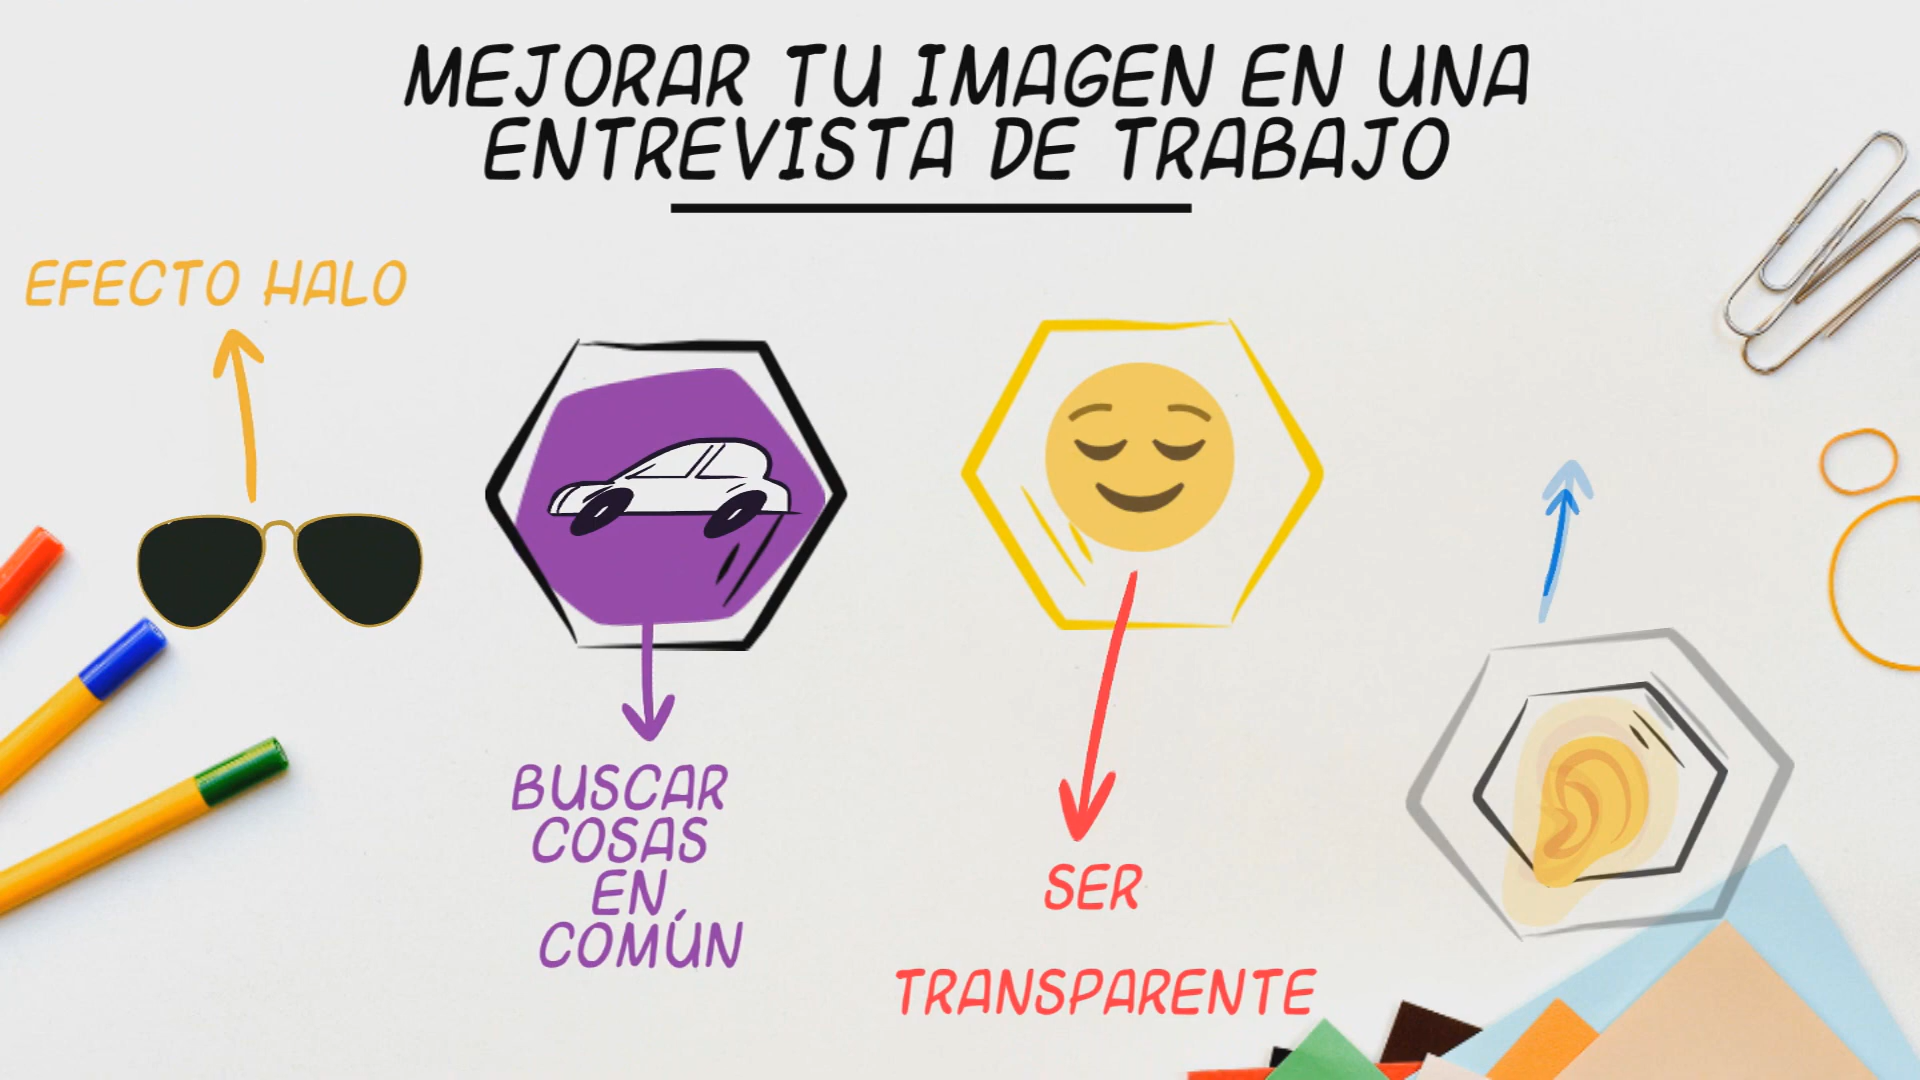 MEJORAR TU IMAGEN EN UNA
ENTREVISTA DE TRABAJO
EFECTO HALO
BUSCAR
COSAS
EN
COMÚN
SER
TRANSPARENTE